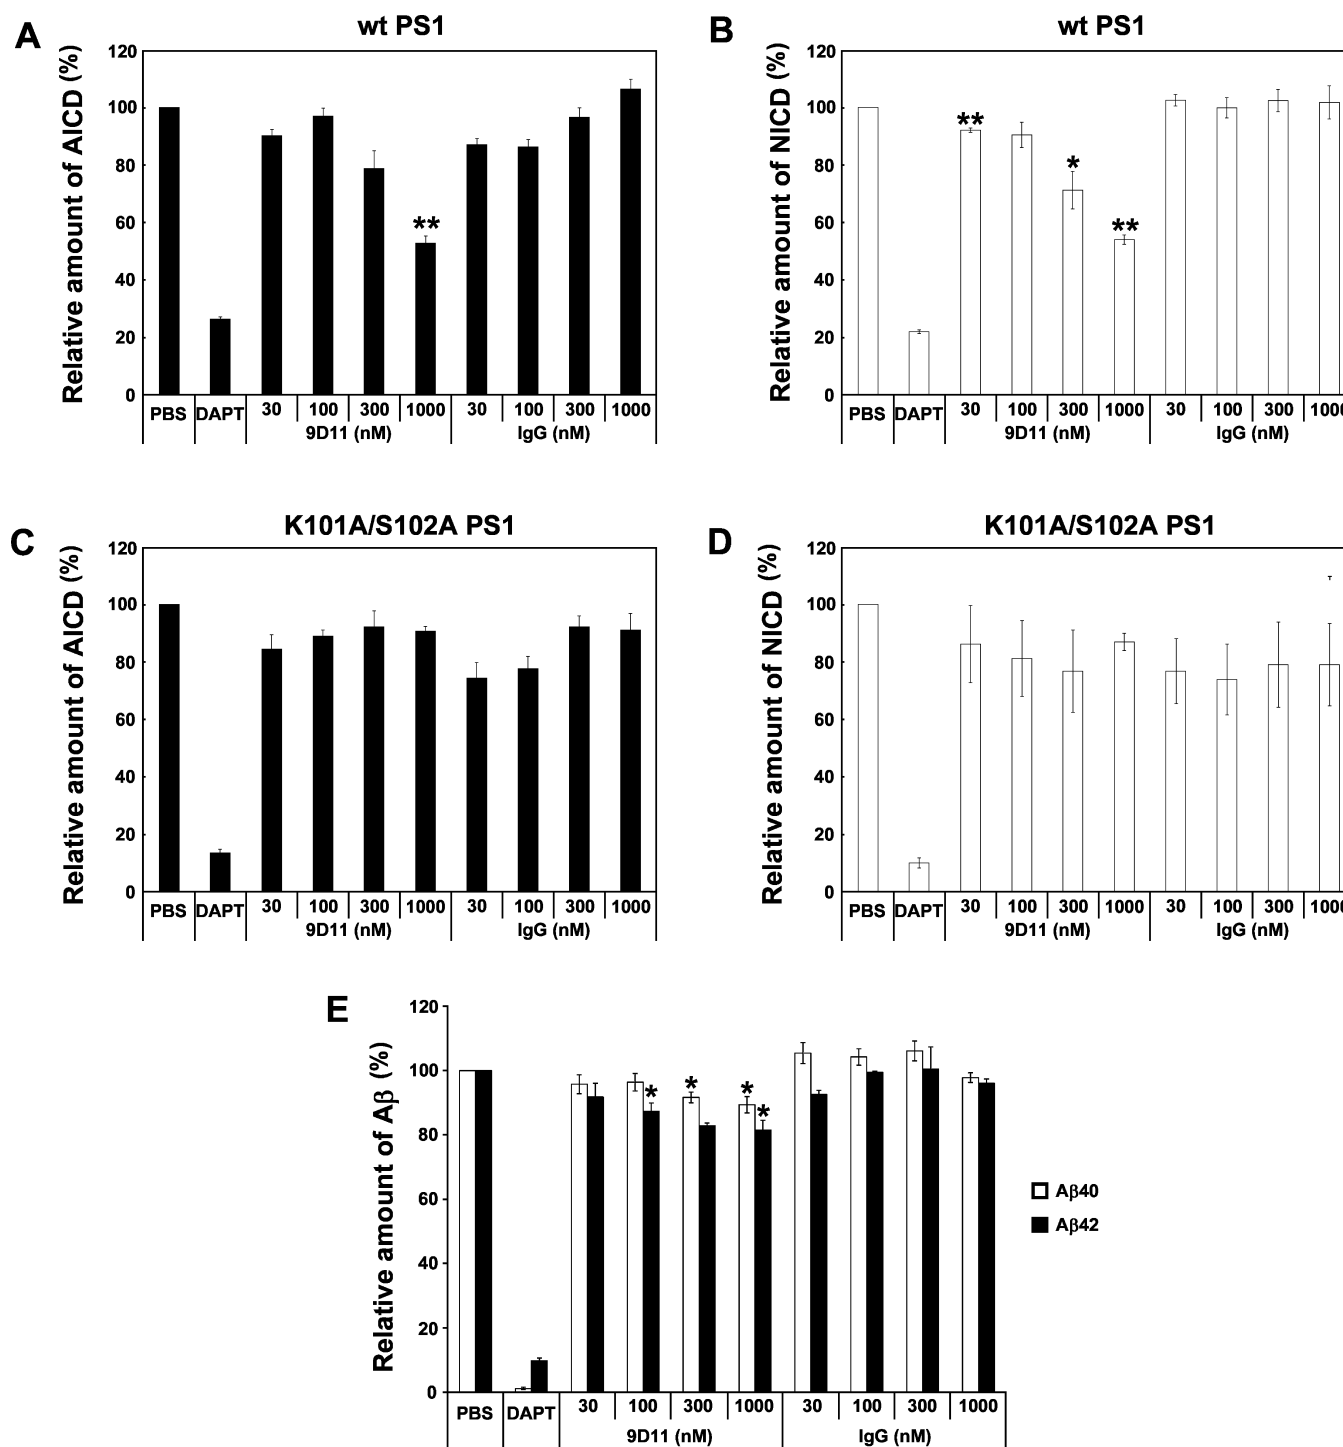 A
wt PS1
Relative amount of AICD (%)
120
100
80
60
40
20
0
**
PBS DAPT 30 100 300 1000 30 100 300 1000
9D11 (nM) IgG (nM)
B
wt PS1
Relative amount of NICD (%)
120
100
80
60
40
20
0
**
*
**
PBS DAPT 30 100 300 1000 30 100 300 100
9D11 (nM) IgG (nM)
C
K101A/S102A PS1
Relative amount of AICD (%)
120
100
80
60
40
20
0
PBS DAPT 30 100 300 1000 30 100 300 1000
9D11 (nM) IgG (nM)
D
K101A/S102A PS1
Relative amount of NICD (%)
120
100
80
60
40
20
0
PBS DAPT 30 100 300 1000 30 100 300 100
9D11 (nM) IgG (nM)
E
Relative amount of Aβ (%)
120
100
80
60
40
20
0
* * * *
Aβ40
Aβ42
PBS DAPT 30 100 300 1000 30 100 300 1000
9D11 (nM) IgG (nM)